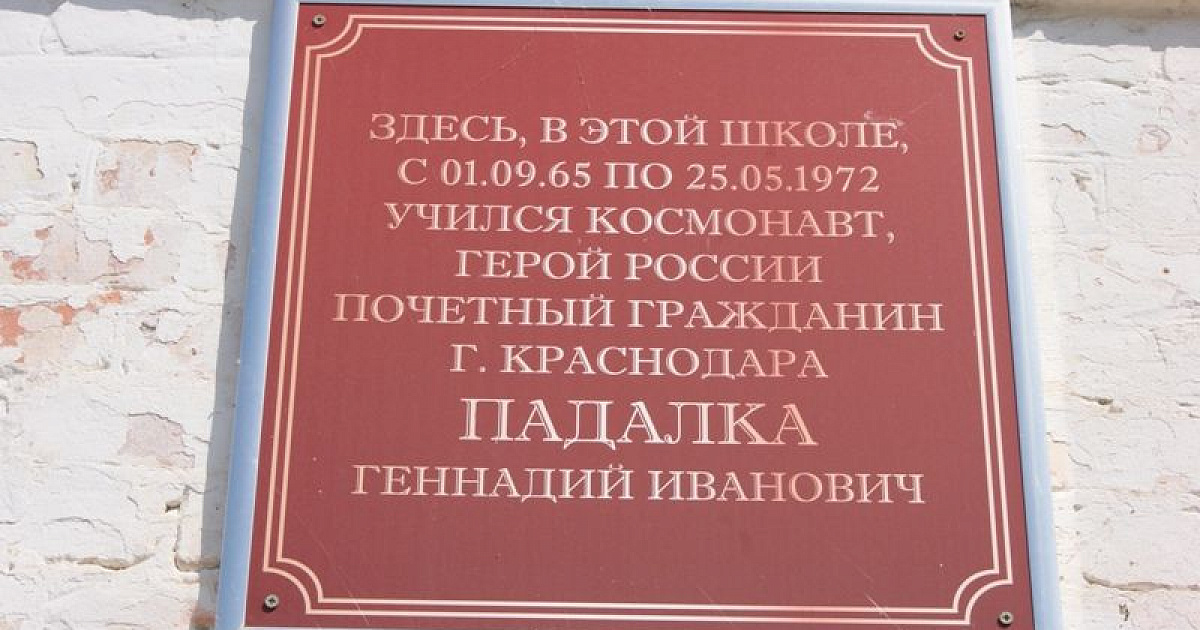 ЗДЕСЬ, В ЭТОЙ ШКОЛЕ,
С 01.09.65 ПО 25.05.1972
УЧИЛСЯ КОСМОНАВТ,
ГЕРОЙ РОССИИ
ПОЧЕТНЫЙ ГРАЖДАНИН
Г. КРАСНОДАРА
ПАДАЛКА
ГЕННАДИЙ ИВАНОВИЧ